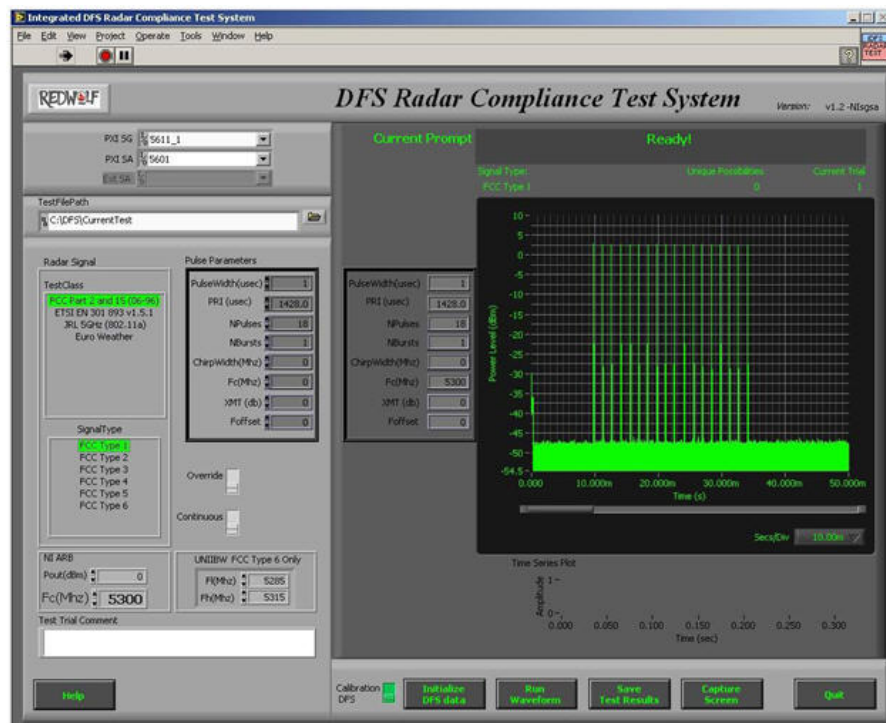 Integrated DFS Radar Compliance Test System
File Edit View Project Operate Tools Window Help
RADAR
TEST
REDWOLF
DFS Radar Compliance Test System
Version: v1.2 -NIsgsa
PXI SG 5611_1
PXI SA 5601
Ext SA
TestFilePath
C:\DFS\CurrentTest
Current Prompt
Ready!
Signal Type: Unique Possibilities Current Trial
FCC Type 1 0 1
Radar Signal
TestClass
FCC Part 2 and 15 (06-96)
ETSI EN 301 893 v1.5.1
JRL 5GHz (802.11a)
Euro Weather
SignalType
FCC Type 1
FCC Type 2
FCC Type 3
FCC Type 4
FCC Type 5
FCC Type 6
Pulse Parameters
PulseWidth(usec) 1
PRI (usec) 1428.0
NPulses 18
NBursts 1
ChirpWidth(Mhz) 0
Fc(Mhz) 0
XMT (db) 0
Foffset 0
Override
Continuous
PulseWidth(usec) 1
PRI (usec) 1428.0
NPulses 18
NBursts 1
ChirpWidth(Mhz) 0
Fc(Mhz) 5300
XMT (db) 0
Foffset 0
Power Level (dBm)
10
5
0
-5
-10
-15
-20
-25
-30
-35
-40
-45
-50
-54.5
0.000 10.000m 20.000m 30.000m 40.000m 50.000m
Time (s)
Secs/Div 10.00m
NI ARB
Pout(dBm) 0
Fc(Mhz) 5300
UNIIBW FCC Type 6 Only
Fl(Mhz) 5285
Fh(Mhz) 5315
Test Trial Comment
Time Series Plot
Amplitude
1
0
0.000 0.050 0.100 0.150 0.200 0.250 0.300
Time (sec)
Help
Calibration
DFS
Initialize
DFS data
Run
Waveform
Save
Test Results
Capture
Screen
Quit